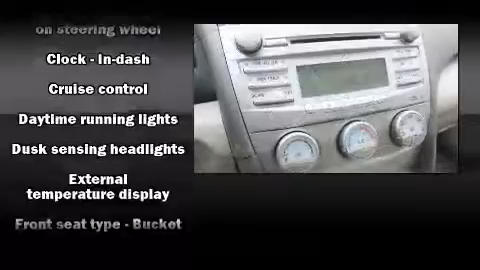 on steering wheel
Clock - In-dash
Cruise control
Daytime running lights
Dusk sensing headlights
External
temperature display
Front seat type - Bucket